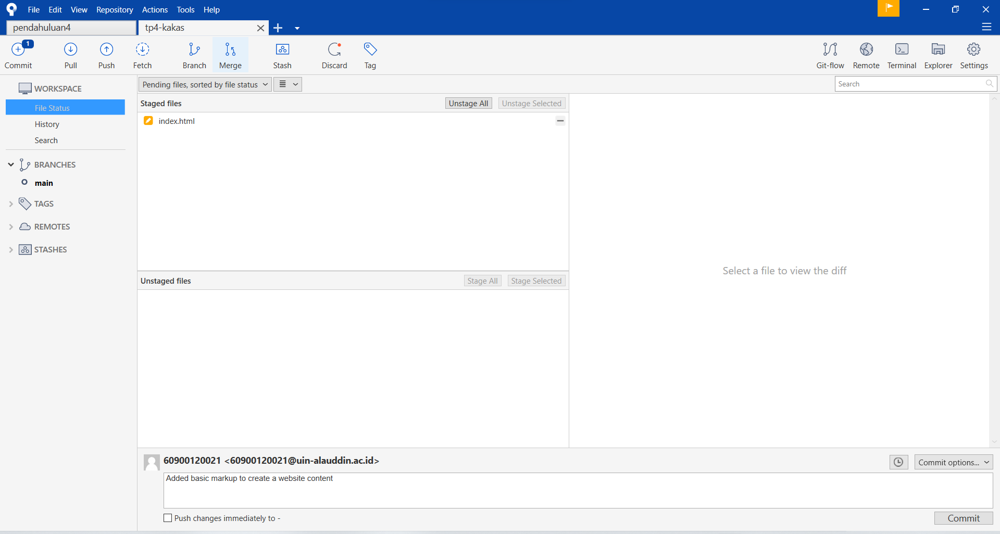 File Edit View Repository Actions Tools Help
pendahuluan4 tp4-kakas
1
Commit Pull Push Fetch Branch Merge Stash Discard Tag Git-flow Remote Terminal Explorer Settings
WORKSPACE
File Status
History
Search
BRANCHES
main
TAGS
REMOTES
STASHES
Pending files, sorted by file status
Search
Staged files Unstage All Unstage Selected
index.html
Unstaged files Stage All Stage Selected
Select a file to view the diff
60900120021 <60900120021@uin-alauddin.ac.id>
Commit options...
Added basic markup to create a website content
Push changes immediately to -
Commit